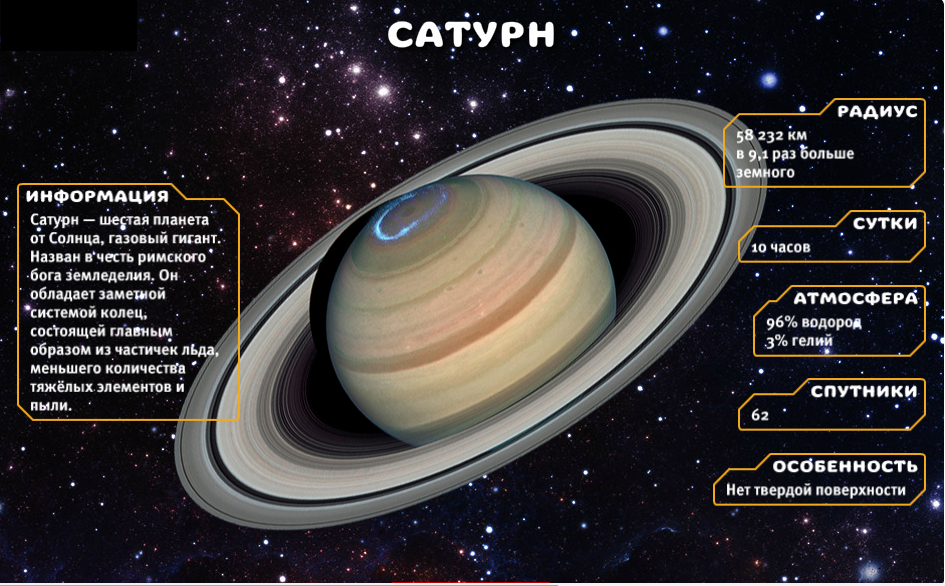 САТУРН
ИНФОРМАЦИЯ
Сатурн — шестая планета
от Солнца, газовый гигант.
Назван в честь римского
бога земледелия. Он
обладает заметной
системой колец,
состоящей главным
образом из частичек льда,
меньшего количества
тяжёлых элементов и
пыли.
РАДИУС
58 232 км
в 9,1 раз больше
земного
СУТКИ
10 часов
АТМОСФЕРА
96% водород
3% гелий
СПУТНИКИ
62
ОСОБЕННОСТЬ
Нет твердой поверхности